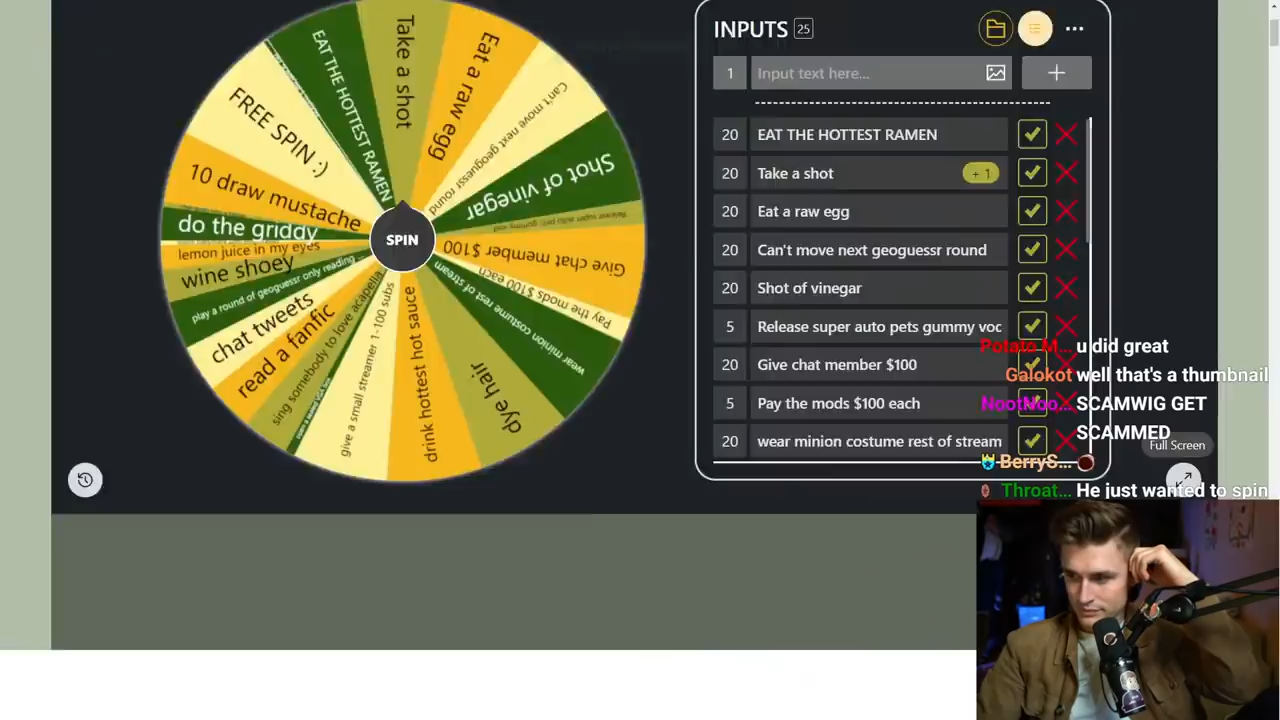 EAT THE HOTTEST RAMEN
Take a shot
Eat a raw egg
Can't move next geoguessr round
Shot of vinegar
Give chat member $100
Pay the mods $100 each
wear minion costume rest of stream
dye hair
drink hottest hot sauce
give a small streamer 1-100 subs
sing somebody to love acapella
read a fanfic
chat tweets
play a round of geoguessr only reading ...
wine shoey
lemon juice in my eyes
do the griddy
10 draw mustache
FREE SPIN :)
SPIN
INPUTS 25
1 Input text here...
20 EAT THE HOTTEST RAMEN
20 Take a shot + 1
20 Eat a raw egg
20 Can't move next geoguessr round
20 Shot of vinegar
5 Release super auto pets gummy voc
20 Give chat member $100
5 Pay the mods $100 each
20 wear minion costume rest of stream
Potato M... u did great
Galokot well that's a thumbnail
NootNoo... SCAMWIG GET
SCAMMED
Full Screen
BerryS...
Throat... He just wanted to spin